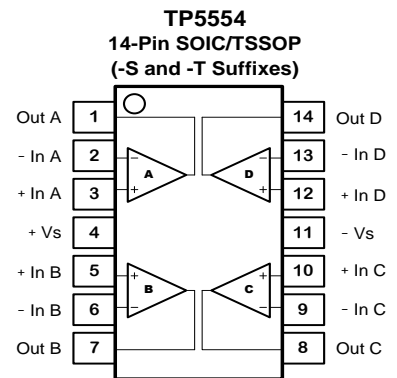 TP5554
14-Pin SOIC/TSSOP
(-S and -T Suffixes)
Out A 1 14 Out D
- In A 2 - - 13 - In D
+ In A 3 + A D + 12 + In D
+ Vs 4 11 - Vs
+ In B 5 + B C + 10 + In C
- In B 6 - - 9 - In C
Out B 7 8 Out C